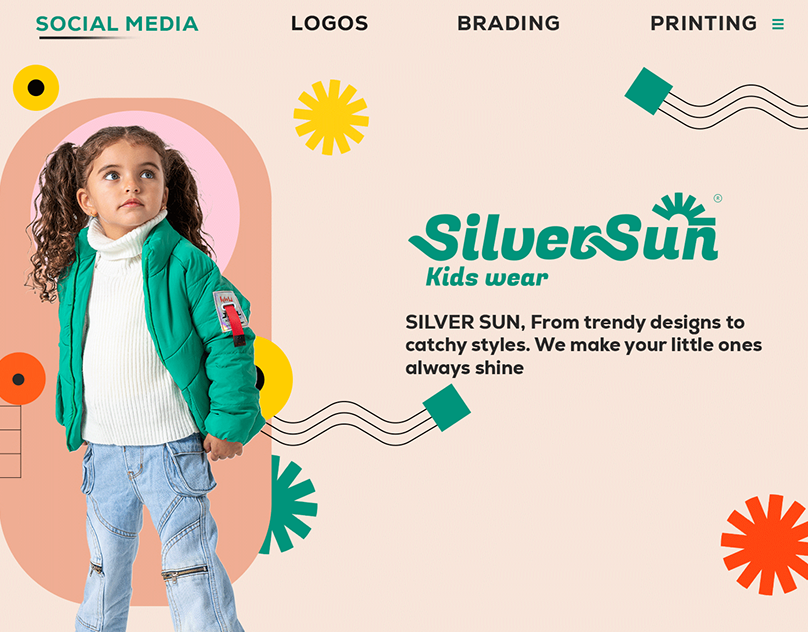 SOCIAL MEDIA
LOGOS
BRADING
PRINTING
SilverSun ®
Kids wear
SILVER SUN, From trendy designs to
catchy styles. We make your little ones
always shine